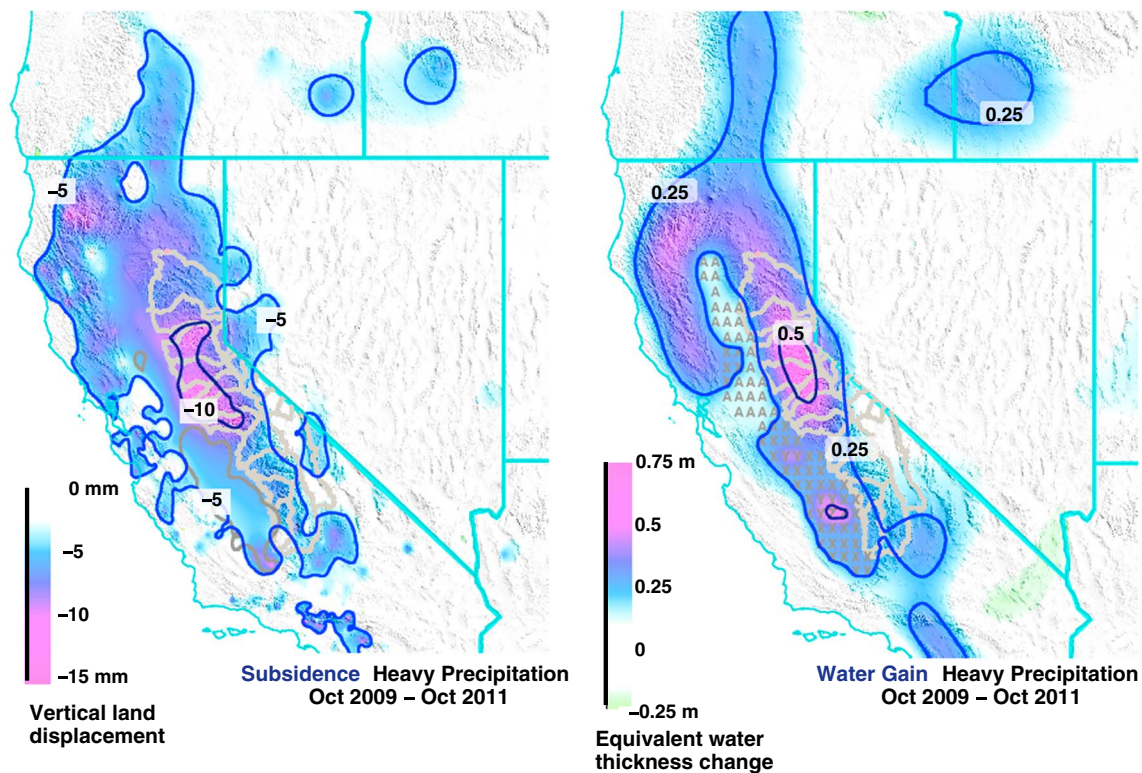 −5
−5
−10
−5
0 mm
−5
−10
−15 mm
Vertical land
displacement
Subsidence Heavy Precipitation
Oct 2009 – Oct 2011
0.25
0.25
0.5
0.25
0.75 m
0.5
0.25
0
−0.25 m
Equivalent water
thickness change
Water Gain Heavy Precipitation
Oct 2009 – Oct 2011